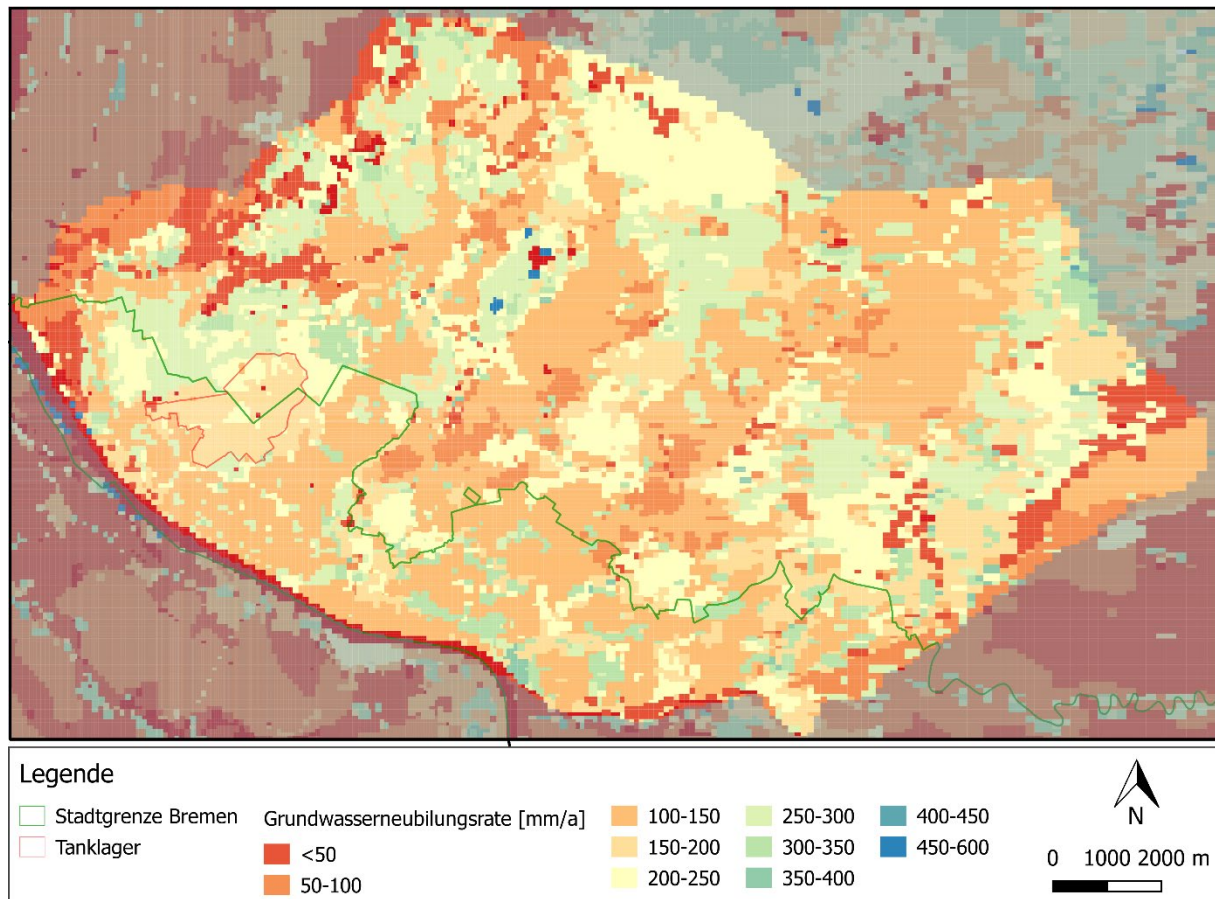 Legende
Stadtgrenze Bremen
Tanklager
Grundwasserneubilungsrate [mm/a]
<50
50-100
100-150
150-200
200-250
250-300
300-350
350-400
400-450
450-600
N
0 1000 2000 m